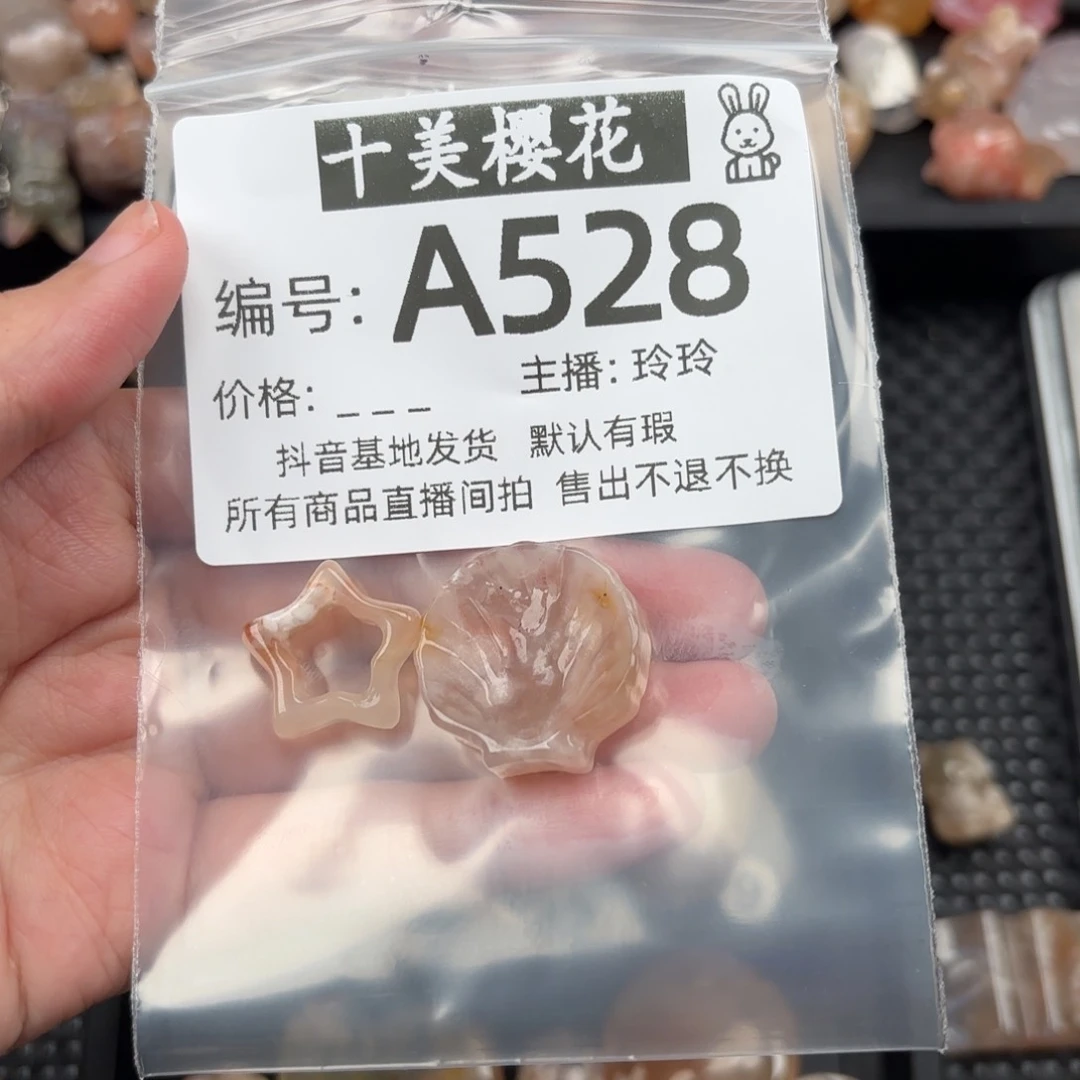 十美樱花
编号: A528
价格: _ _ _ 主播: 玲玲
抖音基地发货 默认有瑕
所有商品直播间拍 售出不退不换